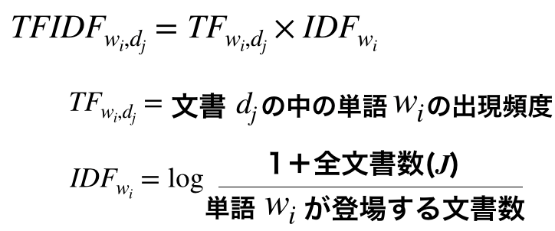 TFIDF_{w_i,d_j} = TF_{w_i,d_j} × IDF_{w_i}
TF_{w_i,d_j} = 文書 d_j の中の単語 w_i の出現頻度
IDF_{w_i} = log \frac{1＋全文書数(J)}{単語 w_i が登場する文書数}